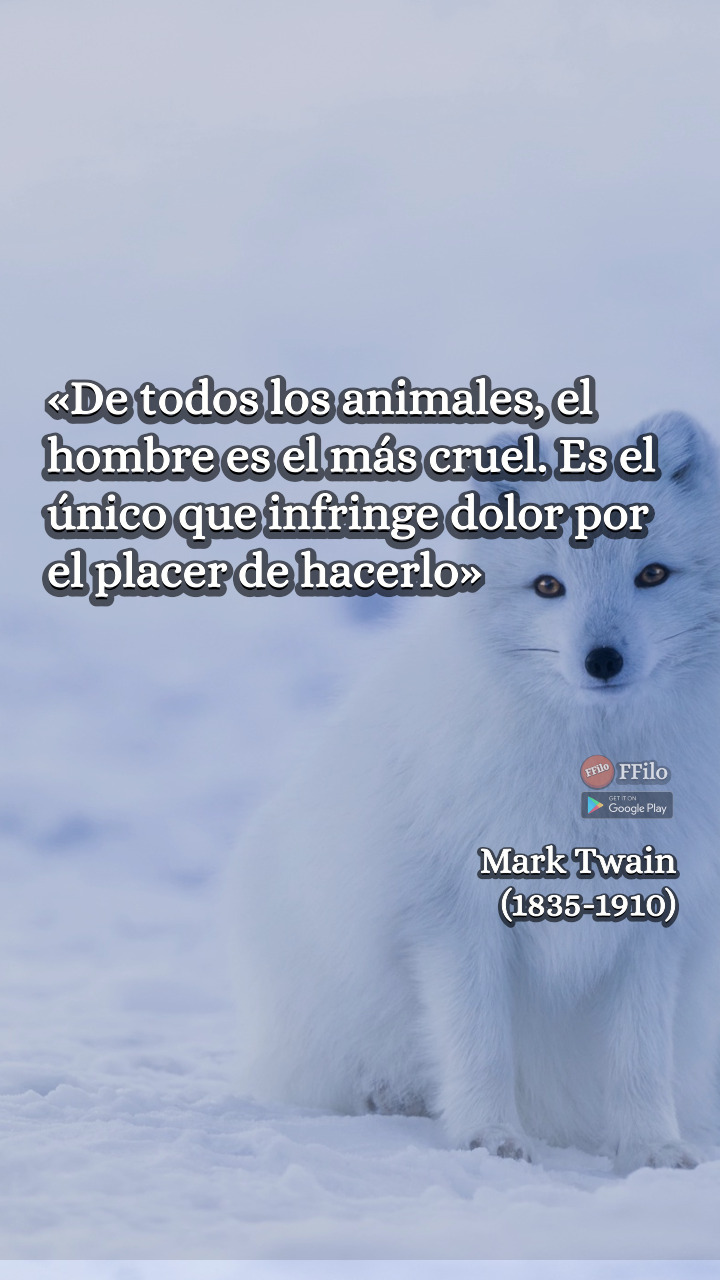 «De todos los animales, el
hombre es el más cruel. Es el
único que infringe dolor por
el placer de hacerlo»
FFilo
FFilo
GET IT ON
Google Play
Mark Twain
(1835-1910)